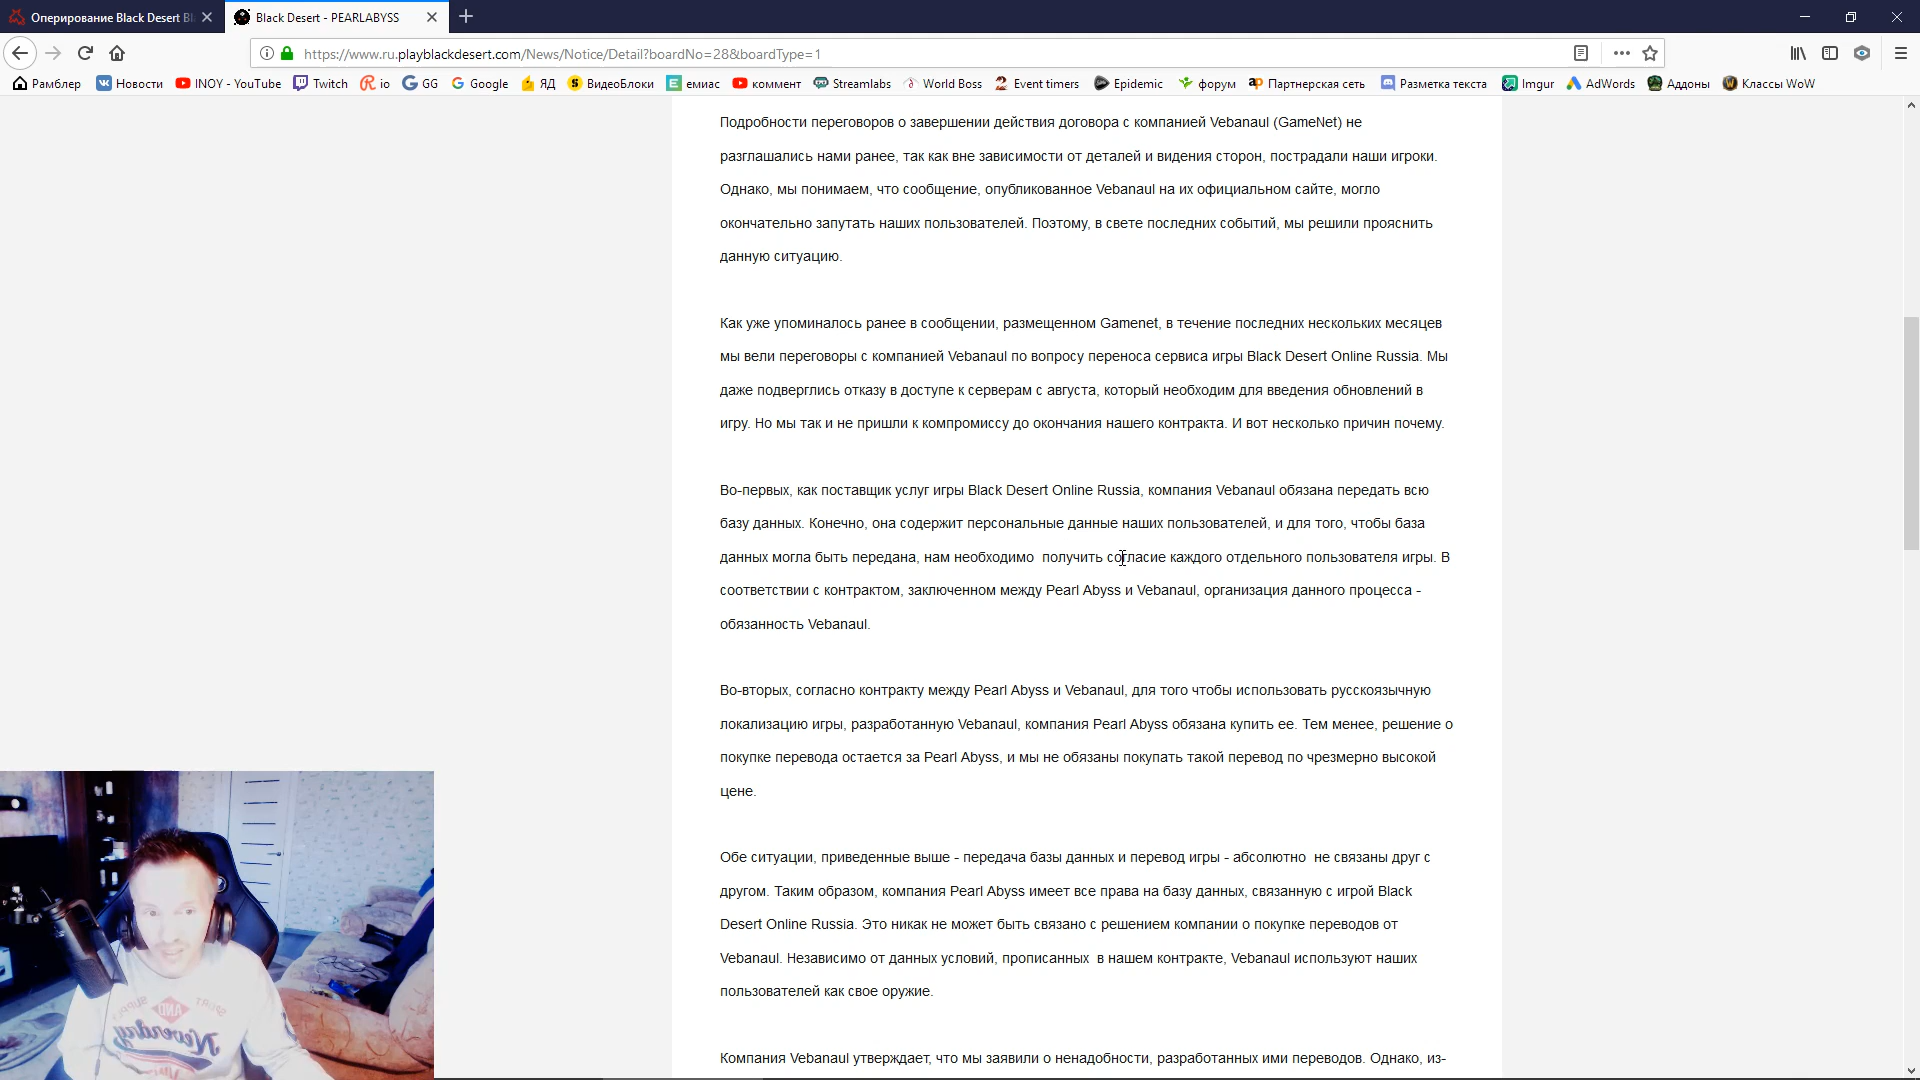 Оперирование Black Desert Bl
Black Desert - PEARLABYSS
https://www.ru.playblackdesert.com/News/Notice/Detail?boardNo=28&boardType=1
Рамблер Новости INOY - YouTube Twitch io GG Google ЯД ВидеоБлоки емиас коммент Streamlabs World Boss Event timers Epidemic форум Партнерская сеть Разметка текста Imgur AdWords Аддоны Классы WoW
Подробности переговоров о завершении действия договора с компанией Vebanaul (GameNet) не
разглашались нами ранее, так как вне зависимости от деталей и видения сторон, пострадали наши игроки.
Однако, мы понимаем, что сообщение, опубликованное Vebanaul на их официальном сайте, могло
окончательно запутать наших пользователей. Поэтому, в свете последних событий, мы решили прояснить
данную ситуацию.
Как уже упоминалось ранее в сообщении, размещенном Gamenet, в течение последних нескольких месяцев
мы вели переговоры с компанией Vebanaul по вопросу переноса сервиса игры Black Desert Online Russia. Мы
даже подверглись отказу в доступе к серверам с августа, который необходим для введения обновлений в
игру. Но мы так и не пришли к компромиссу до окончания нашего контракта. И вот несколько причин почему.
Во-первых, как поставщик услуг игры Black Desert Online Russia, компания Vebanaul обязана передать всю
базу данных. Конечно, она содержит персональные данные наших пользователей, и для того, чтобы база
данных могла быть передана, нам необходимо  получить согласие каждого отдельного пользователя игры. В
соответствии с контрактом, заключенном между Pearl Abyss и Vebanaul, организация данного процесса -
обязанность Vebanaul.
Во-вторых, согласно контракту между Pearl Abyss и Vebanaul, для того чтобы использовать русскоязычную
локализацию игры, разработанную Vebanaul, компания Pearl Abyss обязана купить ее. Тем менее, решение о
покупке перевода остается за Pearl Abyss, и мы не обязаны покупать такой перевод по чрезмерно высокой
цене.
Обе ситуации, приведенные выше - передача базы данных и перевод игры - абсолютно  не связаны друг с
другом. Таким образом, компания Pearl Abyss имеет все права на базу данных, связанную с игрой Black
Desert Online Russia. Это никак не может быть связано с решением компании о покупке переводов от
Vebanaul. Независимо от данных условий, прописанных  в нашем контракте, Vebanaul используют наших
пользователей как свое оружие.
Компания Vebanaul утверждает, что мы заявили о ненадобности, разработанных ими переводов. Однако, из-